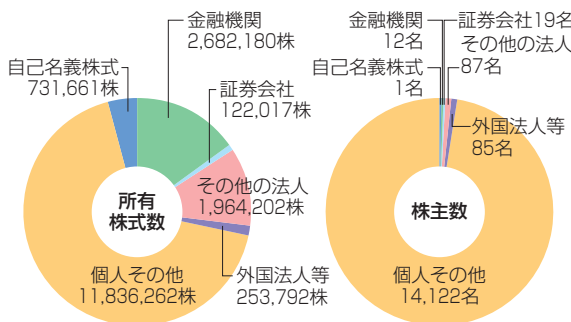 金融機関
2,682,180株
自己名義株式
731,661株
証券会社
122,017株
その他の法人
1,964,202株
所有
株式数
個人その他
11,836,262株
外国法人等
253,792株
金融機関
12名
証券会社19名
その他の法人
87名
自己名義株式
1名
外国法人等
85名
株主数
個人その他
14,122名